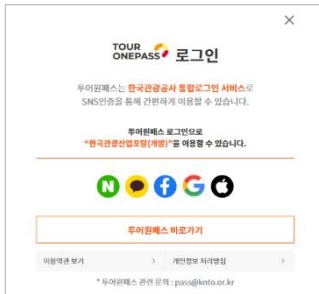 TOUR
ONEPASS 로그인
투어원패스는 한국관광공사 통합로그인 서비스로
SNS인증을 통해 간편하게 이용할 수 있습니다.
투어원패스 로그인으로
"한국관광산업포털(개방)"을 이용할 수 있습니다.
N f G
투어원패스 바로가기
이용약관 보기 >
개인정보 처리방침 >
* 투어원패스 관련 문의 : pass@knto.or.kr